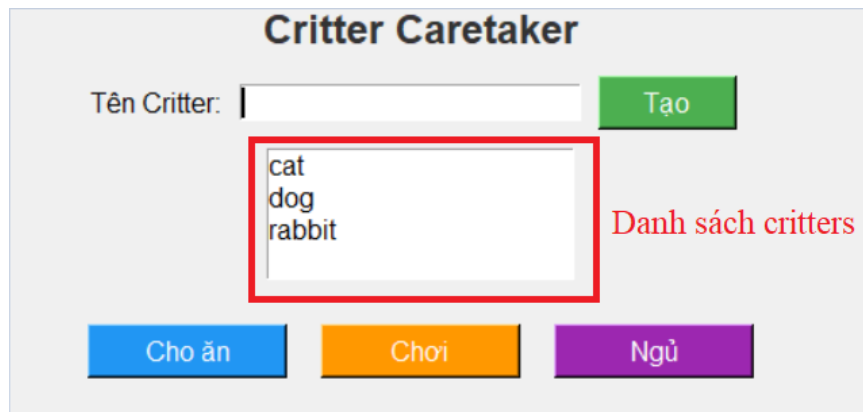 Critter Caretaker
Tên Critter: Tạo
cat
dog
rabbit
Danh sách critters
Cho ăn Chơi Ngủ